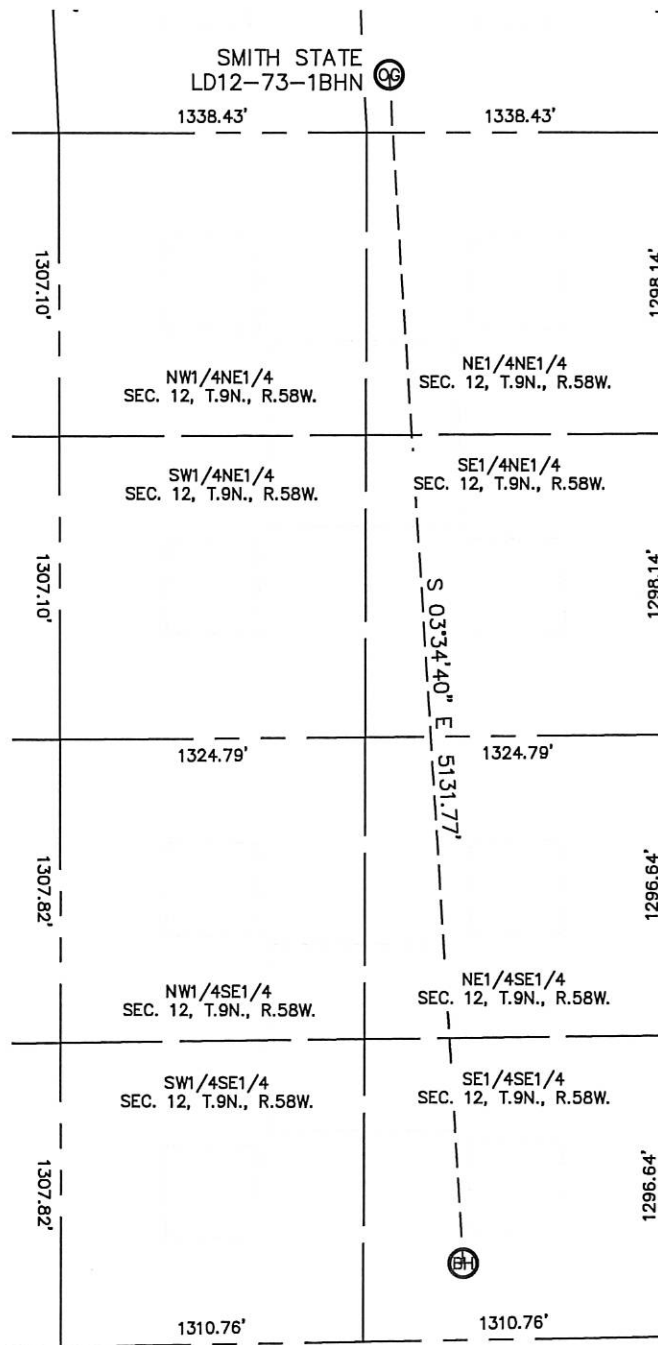 SMITH STATE
LD12-73-1BHN
OG
1338.43'
1338.43'
1307.10'
1298.14'
NW1/4NE1/4
SEC. 12, T.9N., R.58W.
NE1/4NE1/4
SEC. 12, T.9N., R.58W.
SW1/4NE1/4
SEC. 12, T.9N., R.58W.
SE1/4NE1/4
SEC. 12, T.9N., R.58W.
1307.10'
1298.14'
S 03°34'40" E 5131.77'
1324.79'
1324.79'
1307.82'
1296.64'
NW1/4SE1/4
SEC. 12, T.9N., R.58W.
NE1/4SE1/4
SEC. 12, T.9N., R.58W.
SW1/4SE1/4
SEC. 12, T.9N., R.58W.
SE1/4SE1/4
SEC. 12, T.9N., R.58W.
1307.82'
1296.64'
BH
1310.76'
1310.76'